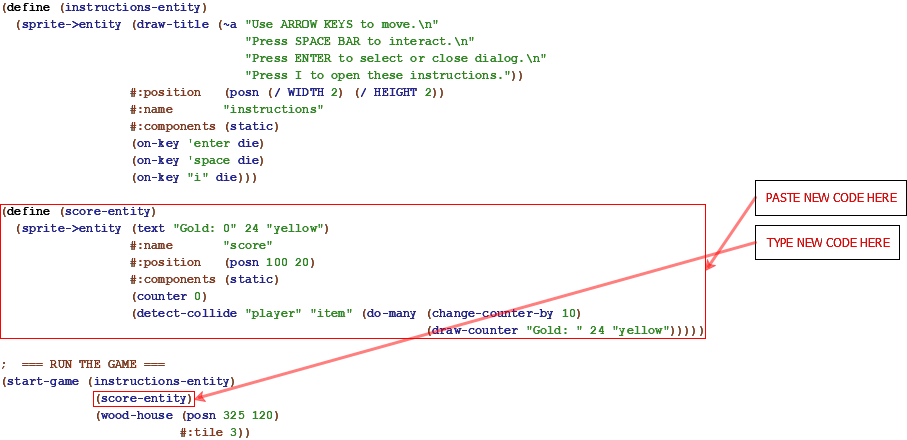 (define (instructions-entity)
  (sprite->entity (draw-title (~a "Use ARROW KEYS to move.\n"
                                  "Press SPACE BAR to interact.\n"
                                  "Press ENTER to select or close dialog.\n"
                                  "Press I to open these instructions."))
                  #:position   (posn (/ WIDTH 2) (/ HEIGHT 2))
                  #:name       "instructions"
                  #:components (static)
                  (on-key 'enter die)
                  (on-key 'space die)
                  (on-key "i" die)))
PASTE NEW CODE HERE
(define (score-entity)
  (sprite->entity (text "Gold: 0" 24 "yellow")
                  #:name       "score"
                  #:position   (posn 100 20)
                  #:components (static)
                  (counter 0)
                  (detect-collide "player" "item" (do-many (change-counter-by 10)
                                                           (draw-counter "Gold: " 24 "yellow")))))
TYPE NEW CODE HERE
;  === RUN THE GAME ===
(start-game (instructions-entity)
            (score-entity)
            (wood-house (posn 325 120)
                        #:tile 3))